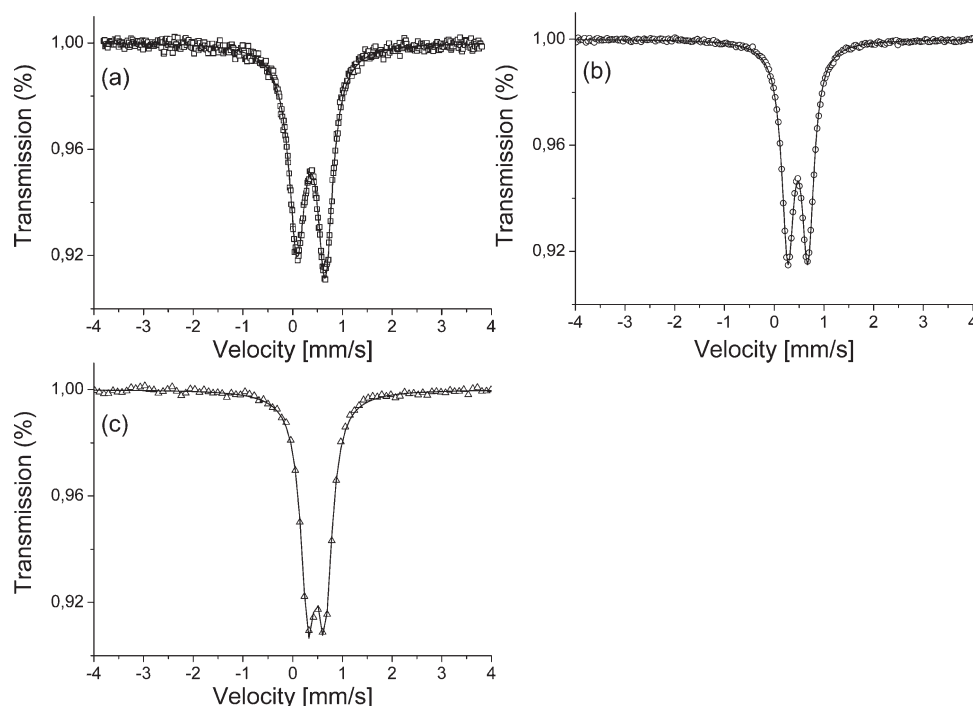 (a)
Transmission (%)
1,00
0,96
0,92
-4 -3 -2 -1 0 1 2 3 4
Velocity [mm/s]
(b)
Transmission (%)
1,00
0,96
0,92
-4 -3 -2 -1 0 1 2 3 4
Velocity [mm/s]
(c)
Transmission (%)
1,00
0,96
0,92
-4 -3 -2 -1 0 1 2 3 4
Velocity [mm/s]